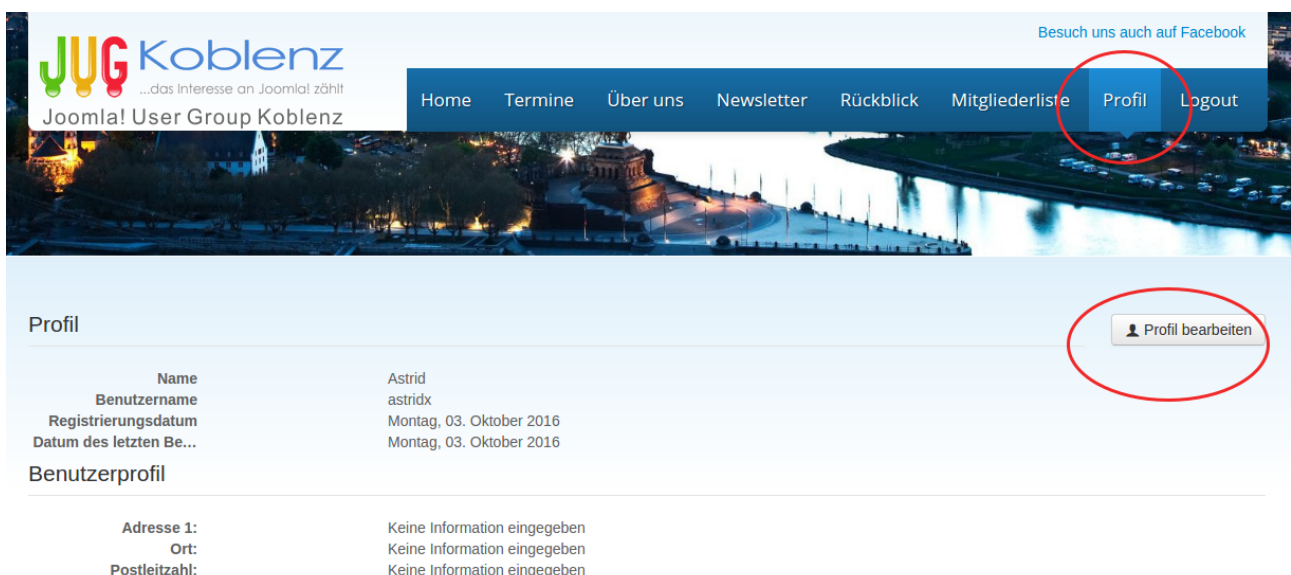 Besuch uns auch auf Facebook
JUG Koblenz
...das Interesse an Joomla! zählt
Joomla! User Group Koblenz
Home Termine Über uns Newsletter Rückblick Mitgliederliste Profil Logout
Profil
Profil bearbeiten
Name Astrid
Benutzername astridx
Registrierungsdatum Montag, 03. Oktober 2016
Datum des letzten Be... Montag, 03. Oktober 2016
Benutzerprofil
Adresse 1: Keine Information eingegeben
Ort: Keine Information eingegeben
Postleitzahl: Keine Information eingegeben